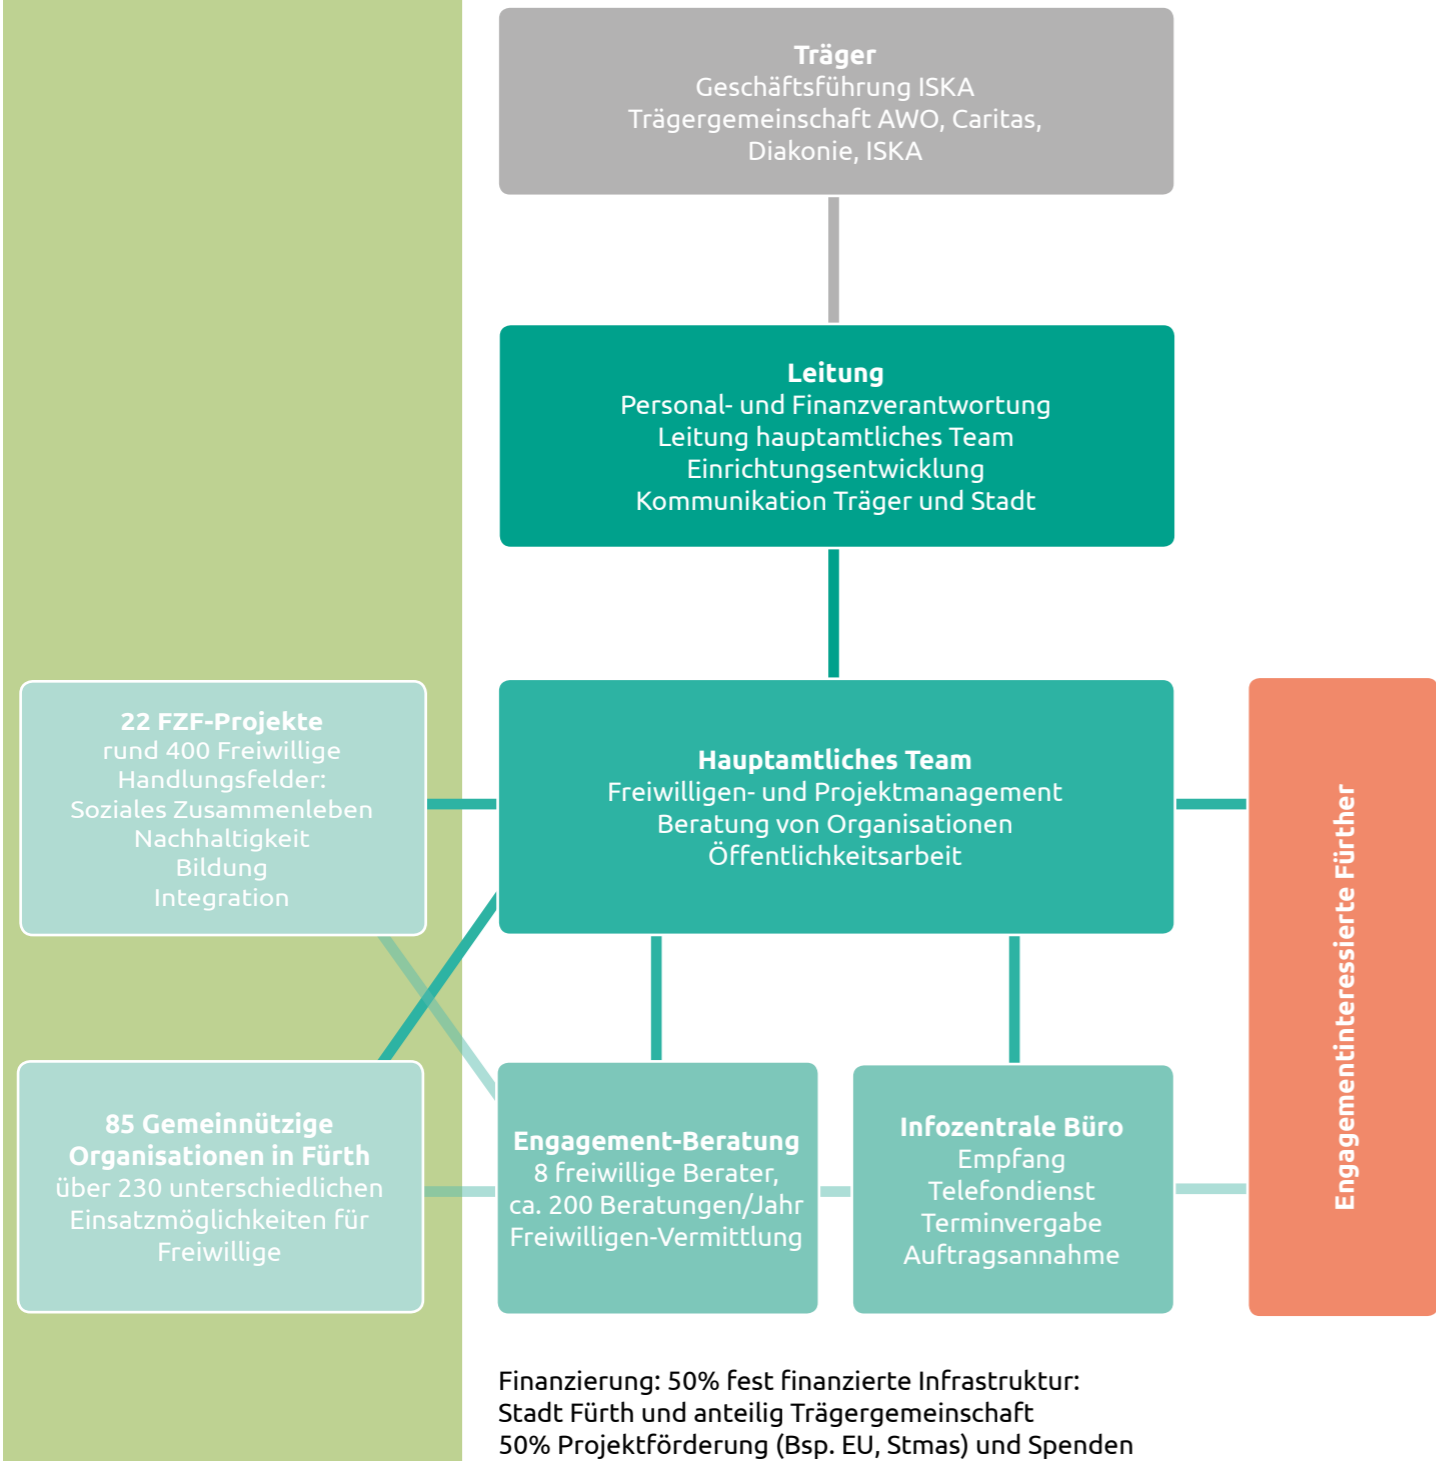 Träger
Geschäftsführung ISKA
Trägergemeinschaft AWO, Caritas,
Diakonie, ISKA
Leitung
Personal- und Finanzverantwortung
Leitung hauptamtliches Team
Einrichtungsentwicklung
Kommunikation Träger und Stadt
22 FZF-Projekte
rund 400 Freiwillige
Handlungsfelder:
Soziales Zusammenleben
Nachhaltigkeit
Bildung
Integration
Hauptamtliches Team
Freiwilligen- und Projektmanagement
Beratung von Organisationen
Öffentlichkeitsarbeit
Engagementinteressierte Fürther
85 Gemeinnützige
Organisationen in Fürth
über 230 unterschiedlichen
Einsatzmöglichkeiten für
Freiwillige
Engagement-Beratung
8 freiwillige Berater,
ca. 200 Beratungen/Jahr
Freiwilligen-Vermittlung
Infozentrale Büro
Empfang
Telefondienst
Terminvergabe
Auftragsannahme
Finanzierung: 50% fest finanzierte Infrastruktur:
Stadt Fürth und anteilig Trägergemeinschaft
50% Projektförderung (Bsp. EU, Stmas) und Spenden